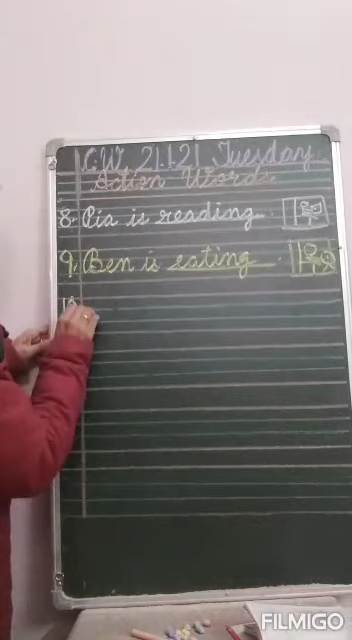 C.W. 21.1.21 Tuesday
Action Words
8. Pia is reading.
9. Ben is eating.
10
FILMIGO